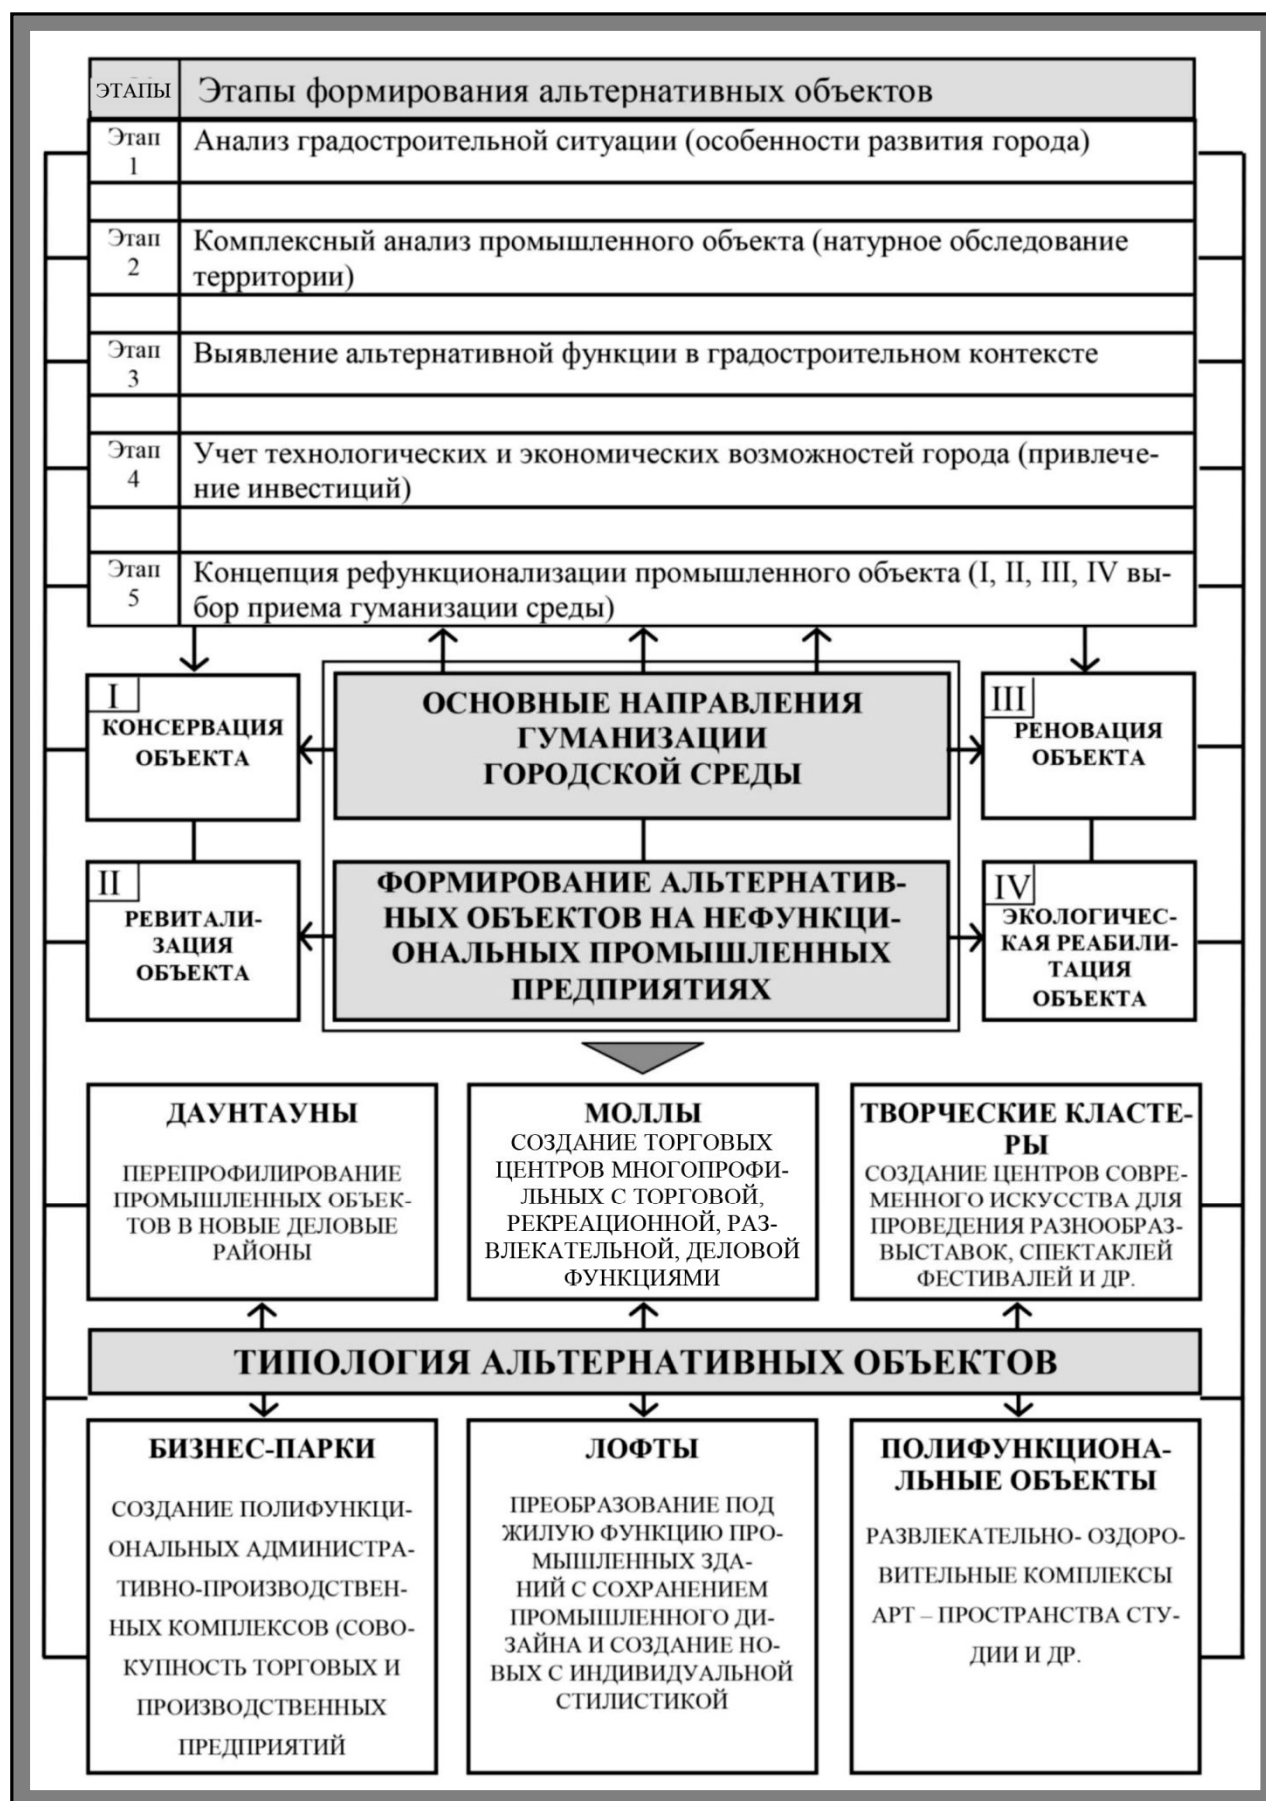 ЭТАПЫ
Этапы формирования альтернативных объектов
Этап
1
Анализ градостроительной ситуации (особенности развития города)
Этап
2
Комплексный анализ промышленного объекта (натурное обследование
территории)
Этап
3
Выявление альтернативной функции в градостроительном контексте
Этап
4
Учет технологических и экономических возможностей города (привлече-
ние инвестиций)
Этап
5
Концепция рефункционализации промышленного объекта (I, II, III, IV вы-
бор приема гуманизации среды)
I
КОНСЕРВАЦИЯ
ОБЪЕКТА
ОСНОВНЫЕ НАПРАВЛЕНИЯ
ГУМАНИЗАЦИИ
ГОРОДСКОЙ СРЕДЫ
III
РЕНОВАЦИЯ
ОБЪЕКТА
II
РЕВИТАЛИ-
ЗАЦИЯ
ОБЪЕКТА
ФОРМИРОВАНИЕ АЛЬТЕРНАТИВ-
НЫХ ОБЪЕКТОВ НА НЕФУНКЦИ-
ОНАЛЬНЫХ ПРОМЫШЛЕННЫХ
ПРЕДПРИЯТИЯХ
IV
ЭКОЛОГИЧЕС-
КАЯ РЕАБИЛИ-
ТАЦИЯ
ОБЪЕКТА
ДАУНТАУНЫ
ПЕРЕПРОФИЛИРОВАНИЕ
ПРОМЫШЛЕННЫХ ОБЪЕК-
ТОВ В НОВЫЕ ДЕЛОВЫЕ
РАЙОНЫ
МОЛЛЫ
СОЗДАНИЕ ТОРГОВЫХ
ЦЕНТРОВ МНОГОПРОФИ-
ЛЬНЫХ С ТОРГОВОЙ,
РЕКРЕАЦИОННОЙ, РАЗ-
ВЛЕКАТЕЛЬНОЙ, ДЕЛОВОЙ
ФУНКЦИЯМИ
ТВОРЧЕСКИЕ КЛАСТЕ-
РЫ
СОЗДАНИЕ ЦЕНТРОВ СОВРЕ-
МЕННОГО ИСКУССТВА ДЛЯ
ПРОВЕДЕНИЯ РАЗНООБРАЗ-
ВЫСТАВОК, СПЕКТАКЛЕЙ
ФЕСТИВАЛЕЙ И ДР.
ТИПОЛОГИЯ АЛЬТЕРНАТИВНЫХ ОБЪЕКТОВ
БИЗНЕС-ПАРКИ
СОЗДАНИЕ ПОЛИФУНКЦИ-
ОНАЛЬНЫХ АДМИНИСТРА-
ТИВНО-ПРОИЗВОДСТВЕН-
НЫХ КОМПЛЕКСОВ (СОВО-
КУПНОСТЬ ТОРГОВЫХ И
ПРОИЗВОДСТВЕННЫХ
ПРЕДПРИЯТИЙ
ЛОФТЫ
ПРЕОБРАЗОВАНИЕ ПОД
ЖИЛУЮ ФУНКЦИЮ ПРО-
МЫШЛЕННЫХ ЗДА-
НИЙ С СОХРАНЕНИЕМ
ПРОМЫШЛЕННОГО ДИ-
ЗАЙНА И СОЗДАНИЕ НО-
ВЫХ С ИНДИВИДУАЛЬНОЙ
СТИЛИСТИКОЙ
ПОЛИФУНКЦИОНА-
ЛЬНЫЕ ОБЪЕКТЫ
РАЗВЛЕКАТЕЛЬНО- ОЗДОРО-
ВИТЕЛЬНЫЕ КОМПЛЕКСЫ
АРТ – ПРОСТРАНСТВА СТУ-
ДИИ И ДР.